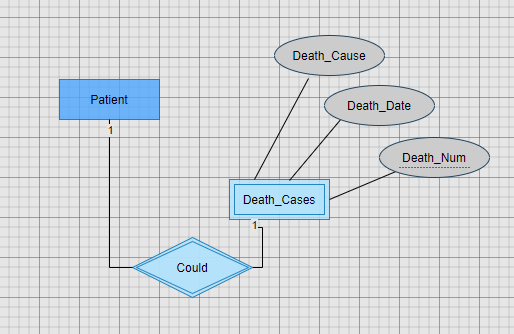 Death_Cause
Patient
Death_Date
1
Death_Num
Death_Cases
1
Could